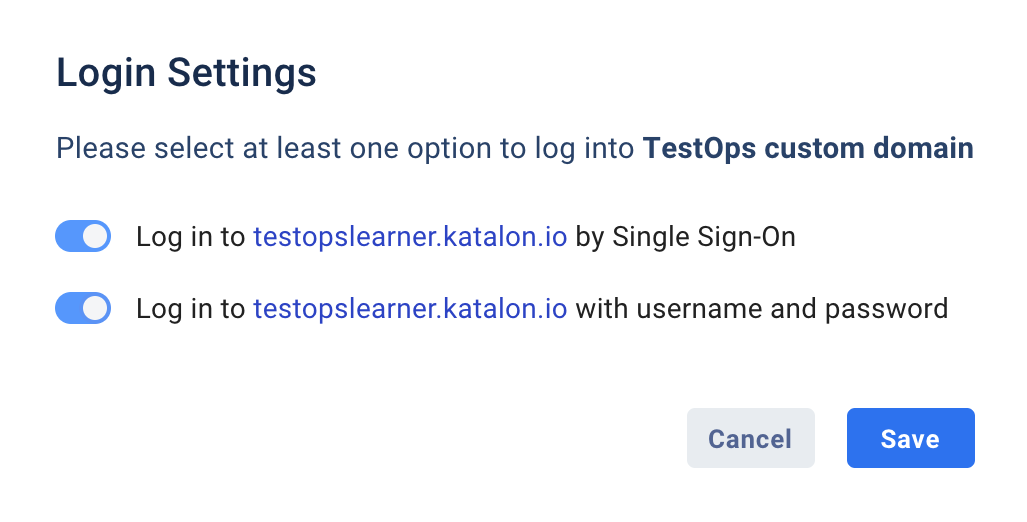 Login Settings
Please select at least one option to log into TestOps custom domain
Log in to testopslearner.katalon.io by Single Sign-On
Log in to testopslearner.katalon.io with username and password
Cancel
Save